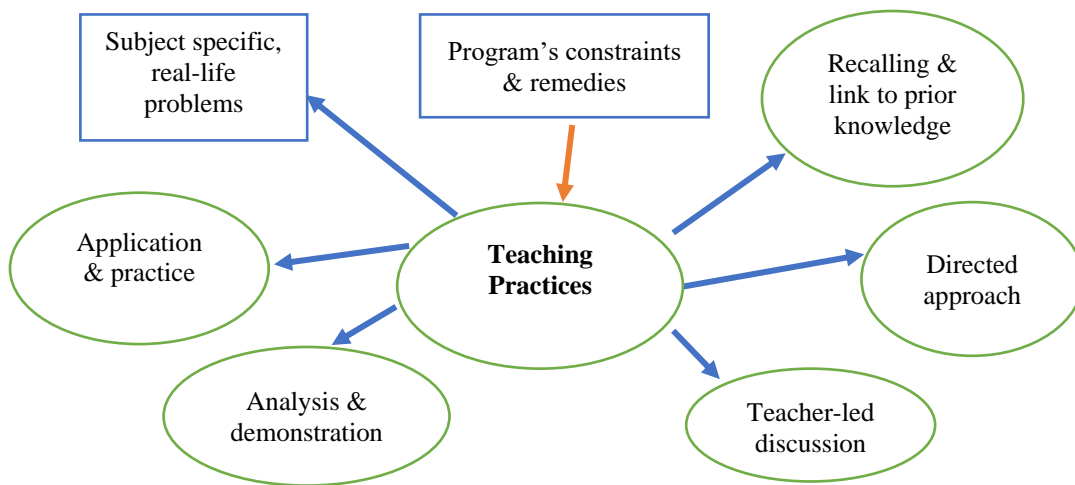 Subject specific,
real-life
problems
Program’s constraints
& remedies
Recalling &
link to prior
knowledge
Application
& practice
Teaching
Practices
Directed
approach
Analysis &
demonstration
Teacher-led
discussion